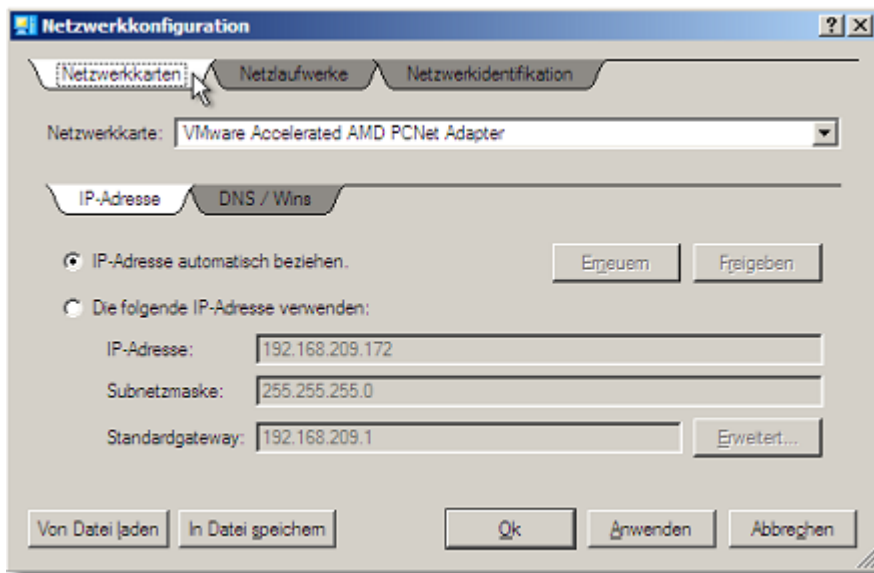 Netzwerkkonfiguration
Netzwerkkarten Netzlaufwerke Netzwerkidentifikation
Netzwerkkarte: VMware Accelerated AMD PCNet Adapter
IP-Adresse DNS / Wins
IP-Adresse automatisch beziehen. Erneuern Freigeben
Die folgende IP-Adresse verwenden:
IP-Adresse: 192.168.209.172
Subnetzmaske: 255.255.255.0
Standardgateway: 192.168.209.1 Erweitert...
Von Datei laden In Datei speichern Ok Anwenden Abbrechen